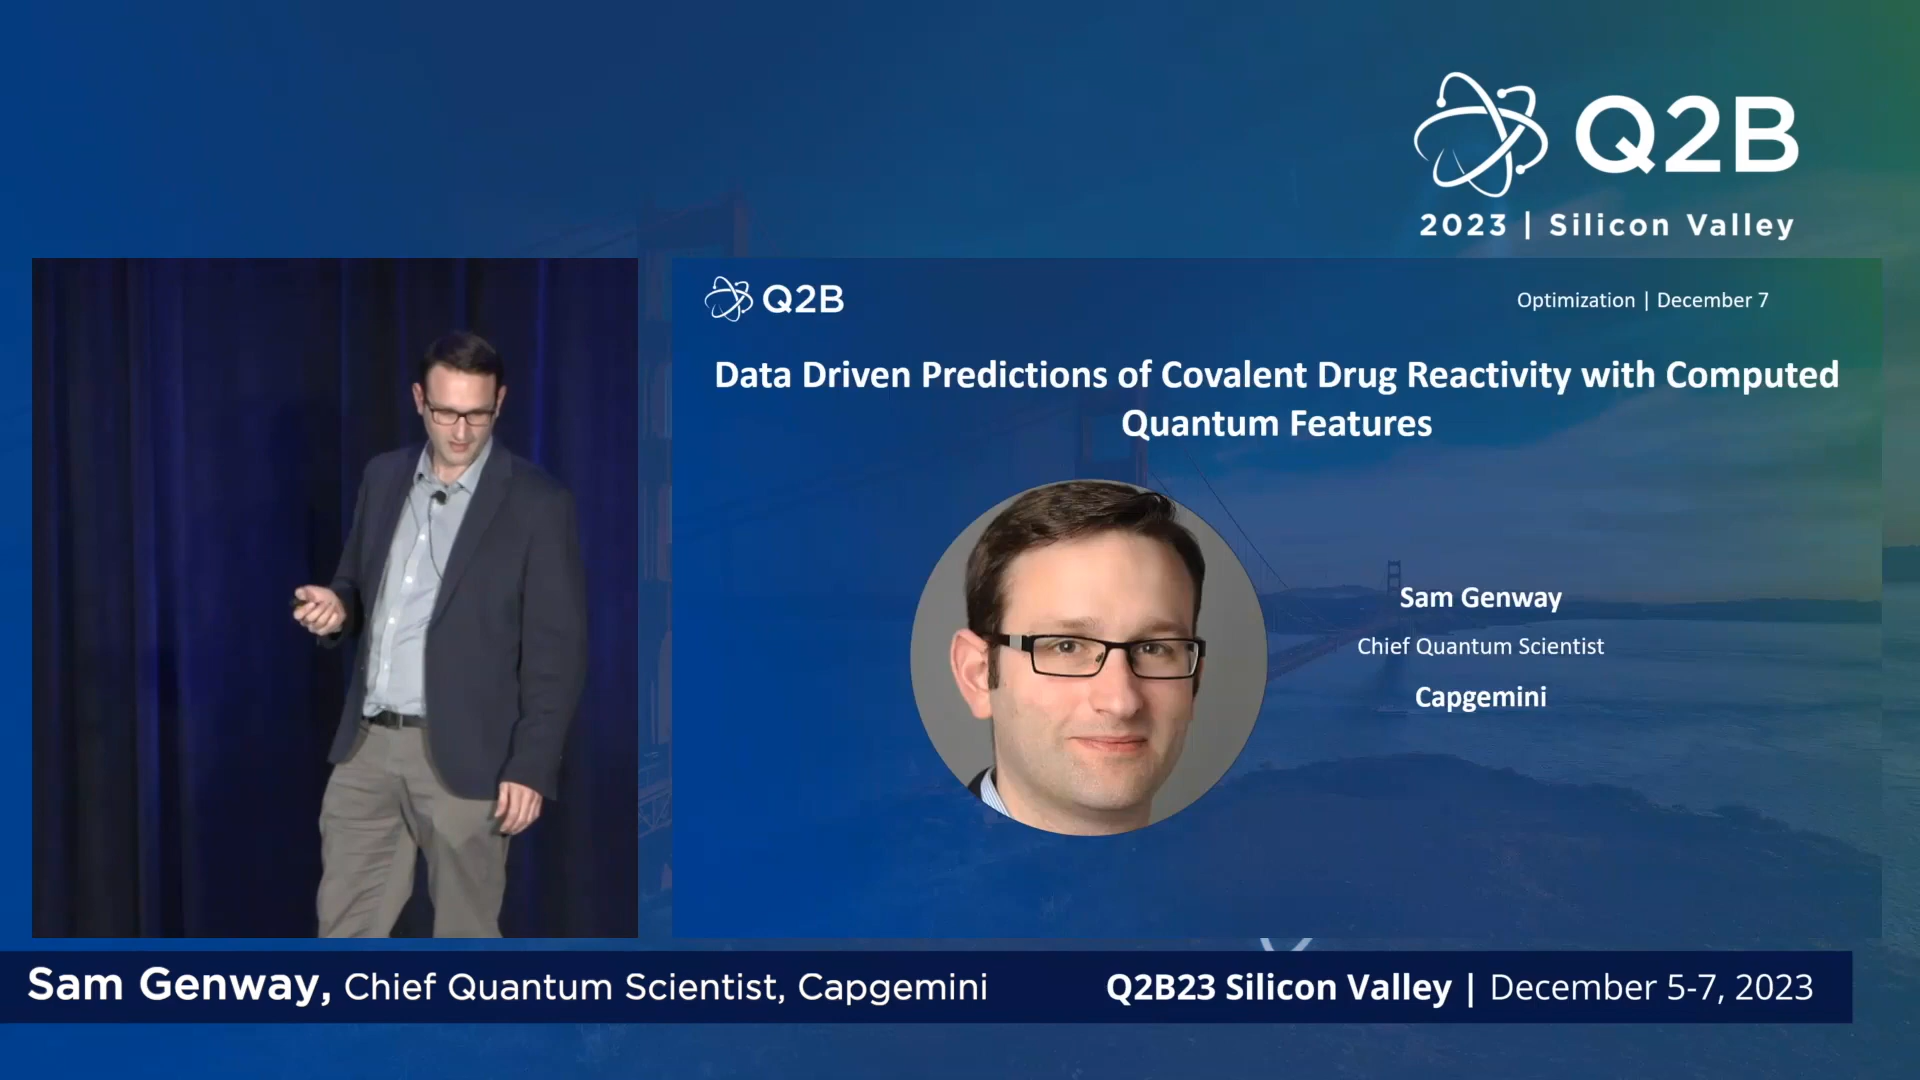 Q2B
2023 | Silicon Valley
Q2B
Optimization | December 7
Data Driven Predictions of Covalent Drug Reactivity with Computed
Quantum Features
Sam Genway
Chief Quantum Scientist
Capgemini
Sam Genway, Chief Quantum Scientist, Capgemini
Q2B23 Silicon Valley | December 5-7, 2023